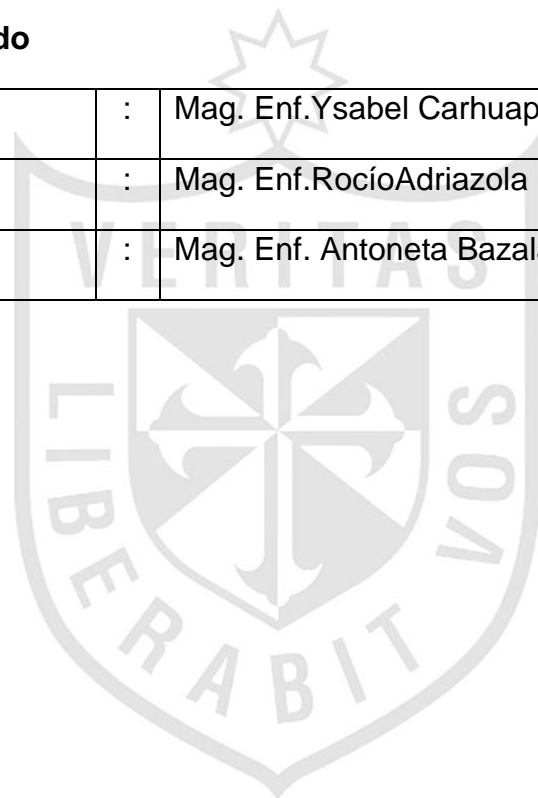 do
: Mag. Enf.Ysabel Carhuap
: Mag. Enf.RocíoAdriazola
: Mag. Enf. Antoneta Bazal
VERITAS
LIBERABIT VOS